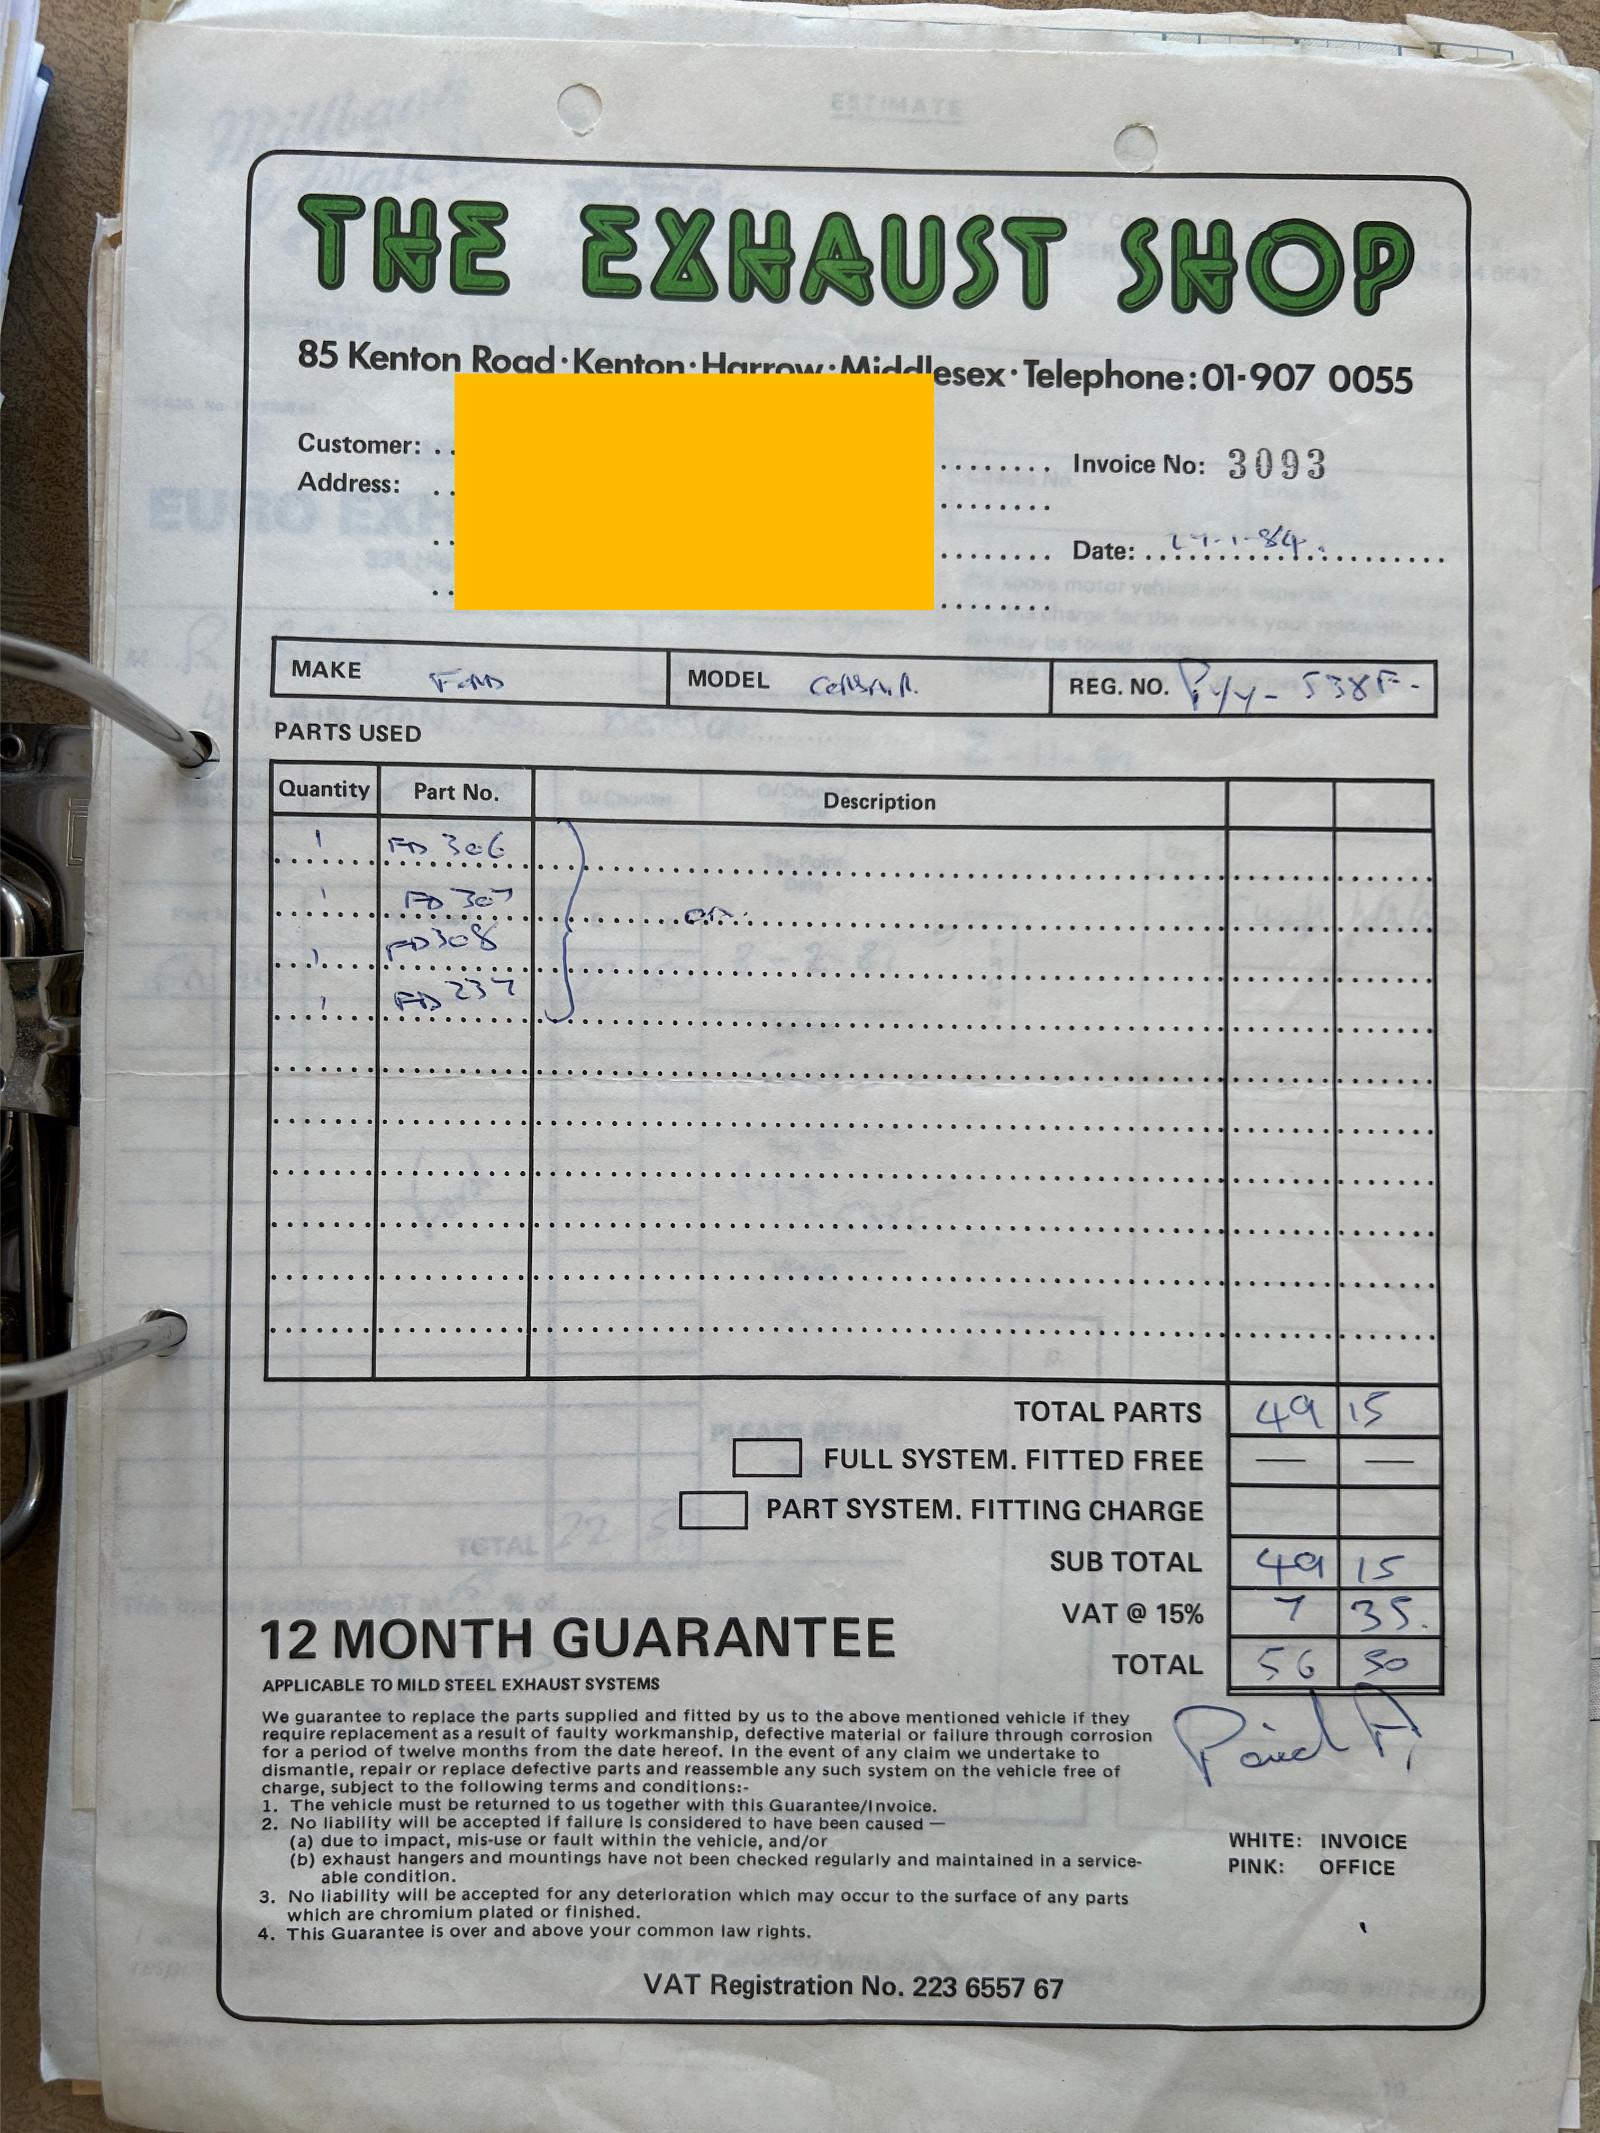 THE EXHAUST SHOP
85 Kenton Road · Kenton · Harrow · Middlesex · Telephone: 01-907 0055
Customer:
Invoice No: 3093
Address:
Date: -1-84.
MAKE FORD MODEL CORSAIR. REG. NO. 538F-
PARTS USED
Quantity Part No. Description
1 FD 306
1 FD 307
1 FD 308
1 FD 237
TOTAL PARTS 49 15
FULL SYSTEM. FITTED FREE — —
PART SYSTEM. FITTING CHARGE
SUB TOTAL 49 15
VAT @ 15% 7 35.
TOTAL 56 50
12 MONTH GUARANTEE
APPLICABLE TO MILD STEEL EXHAUST SYSTEMS
Paid
We guarantee to replace the parts supplied and fitted by us to the above mentioned vehicle if they
require replacement as a result of faulty workmanship, defective material or failure through corrosion
for a period of twelve months from the date hereof. In the event of any claim we undertake to
dismantle, repair or replace defective parts and reassemble any such system on the vehicle free of
charge, subject to the following terms and conditions:-
1. The vehicle must be returned to us together with this Guarantee/Invoice.
2. No liability will be accepted if failure is considered to have been caused —
(a) due to impact, mis-use or fault within the vehicle, and/or
(b) exhaust hangers and mountings have not been checked regularly and maintained in a service-
able condition.
3. No liability will be accepted for any deterioration which may occur to the surface of any parts
which are chromium plated or finished.
4. This Guarantee is over and above your common law rights.
WHITE: INVOICE
PINK: OFFICE
VAT Registration No. 223 6557 67